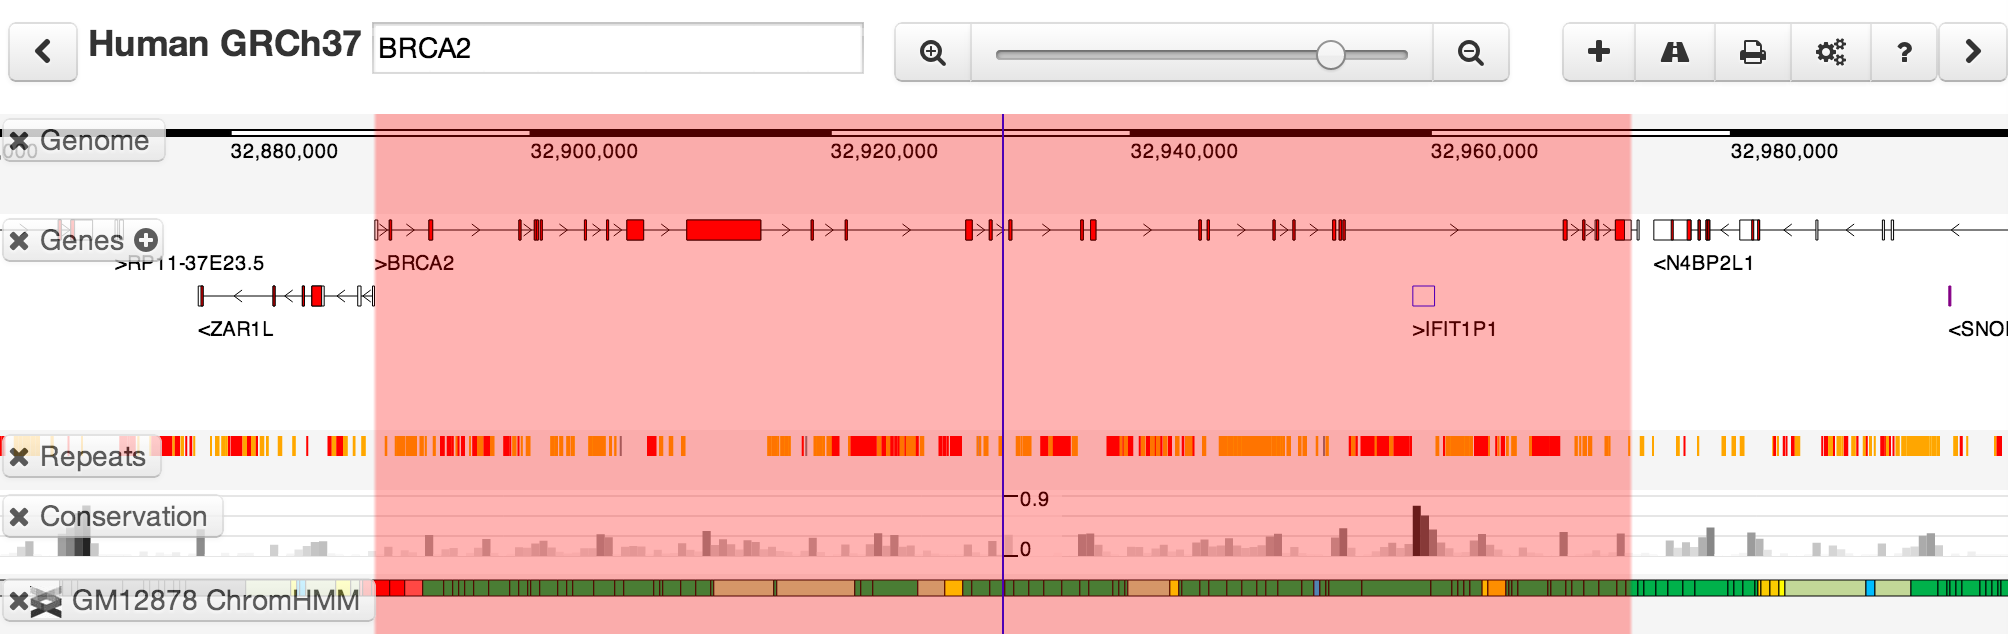 Human GRCh37 BRCA2
?
Genome
000 32,880,000 32,900,000 32,920,000 32,940,000 32,960,000 32,980,000
Genes
>RP11-37E23.5 >BRCA2 <N4BP2L1
<ZAR1L >IFIT1P1 <SNO
Repeats
0.9
Conservation
0
GM12878 ChromHMM